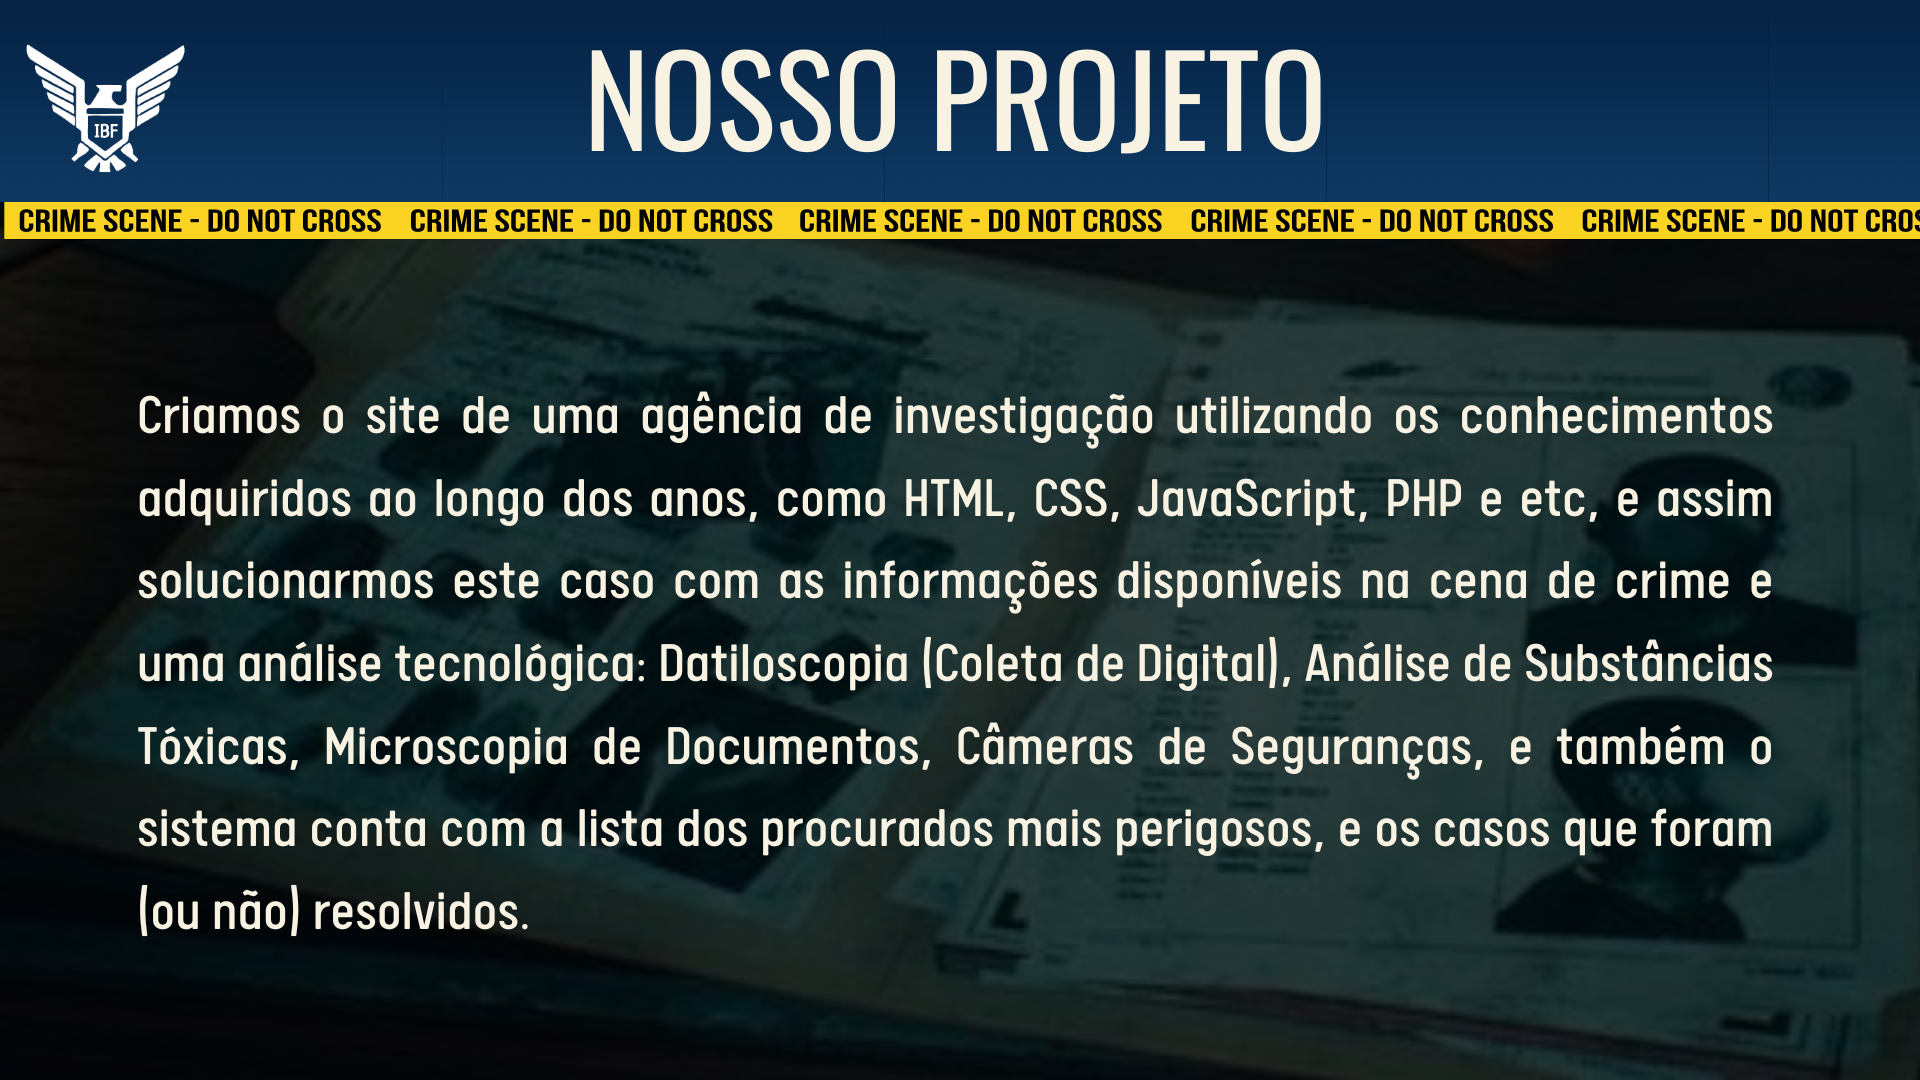 NOSSO PROJETO
IBF
CRIME SCENE - DO NOT CROSS CRIME SCENE - DO NOT CROSS CRIME SCENE - DO NOT CROSS CRIME SCENE - DO NOT CROSS CRIME SCENE - DO NOT CROS
Criamos o site de uma agência de investigação utilizando os conhecimentos
adquiridos ao longo dos anos, como HTML, CSS, JavaScript, PHP e etc, e assim
solucionarmos este caso com as informações disponíveis na cena de crime e
uma análise tecnológica: Datiloscopia (Coleta de Digital), Análise de Substâncias
Tóxicas, Microscopia de Documentos, Câmeras de Seguranças, e também o
sistema conta com a lista dos procurados mais perigosos, e os casos que foram
(ou não) resolvidos.